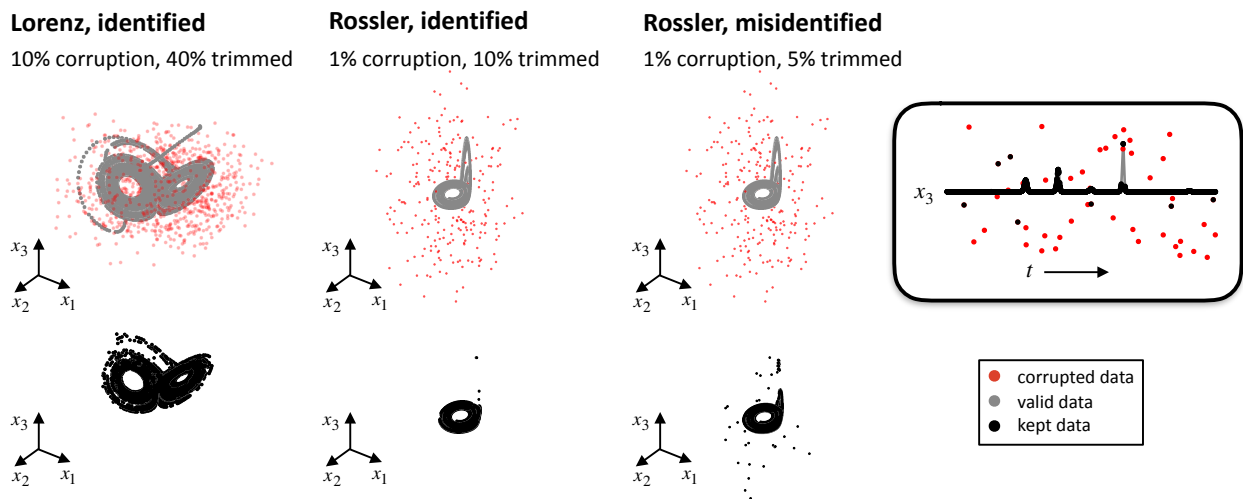 Lorenz, identified
10% corruption, 40% trimmed
Rossler, identified
1% corruption, 10% trimmed
Rossler, misidentified
1% corruption, 5% trimmed
x3
x2
x1
x3
x2
x1
x3
x2
x1
x3
t
x3
x2
x1
x3
x2
x1
x3
x2
x1
corrupted data
valid data
kept data